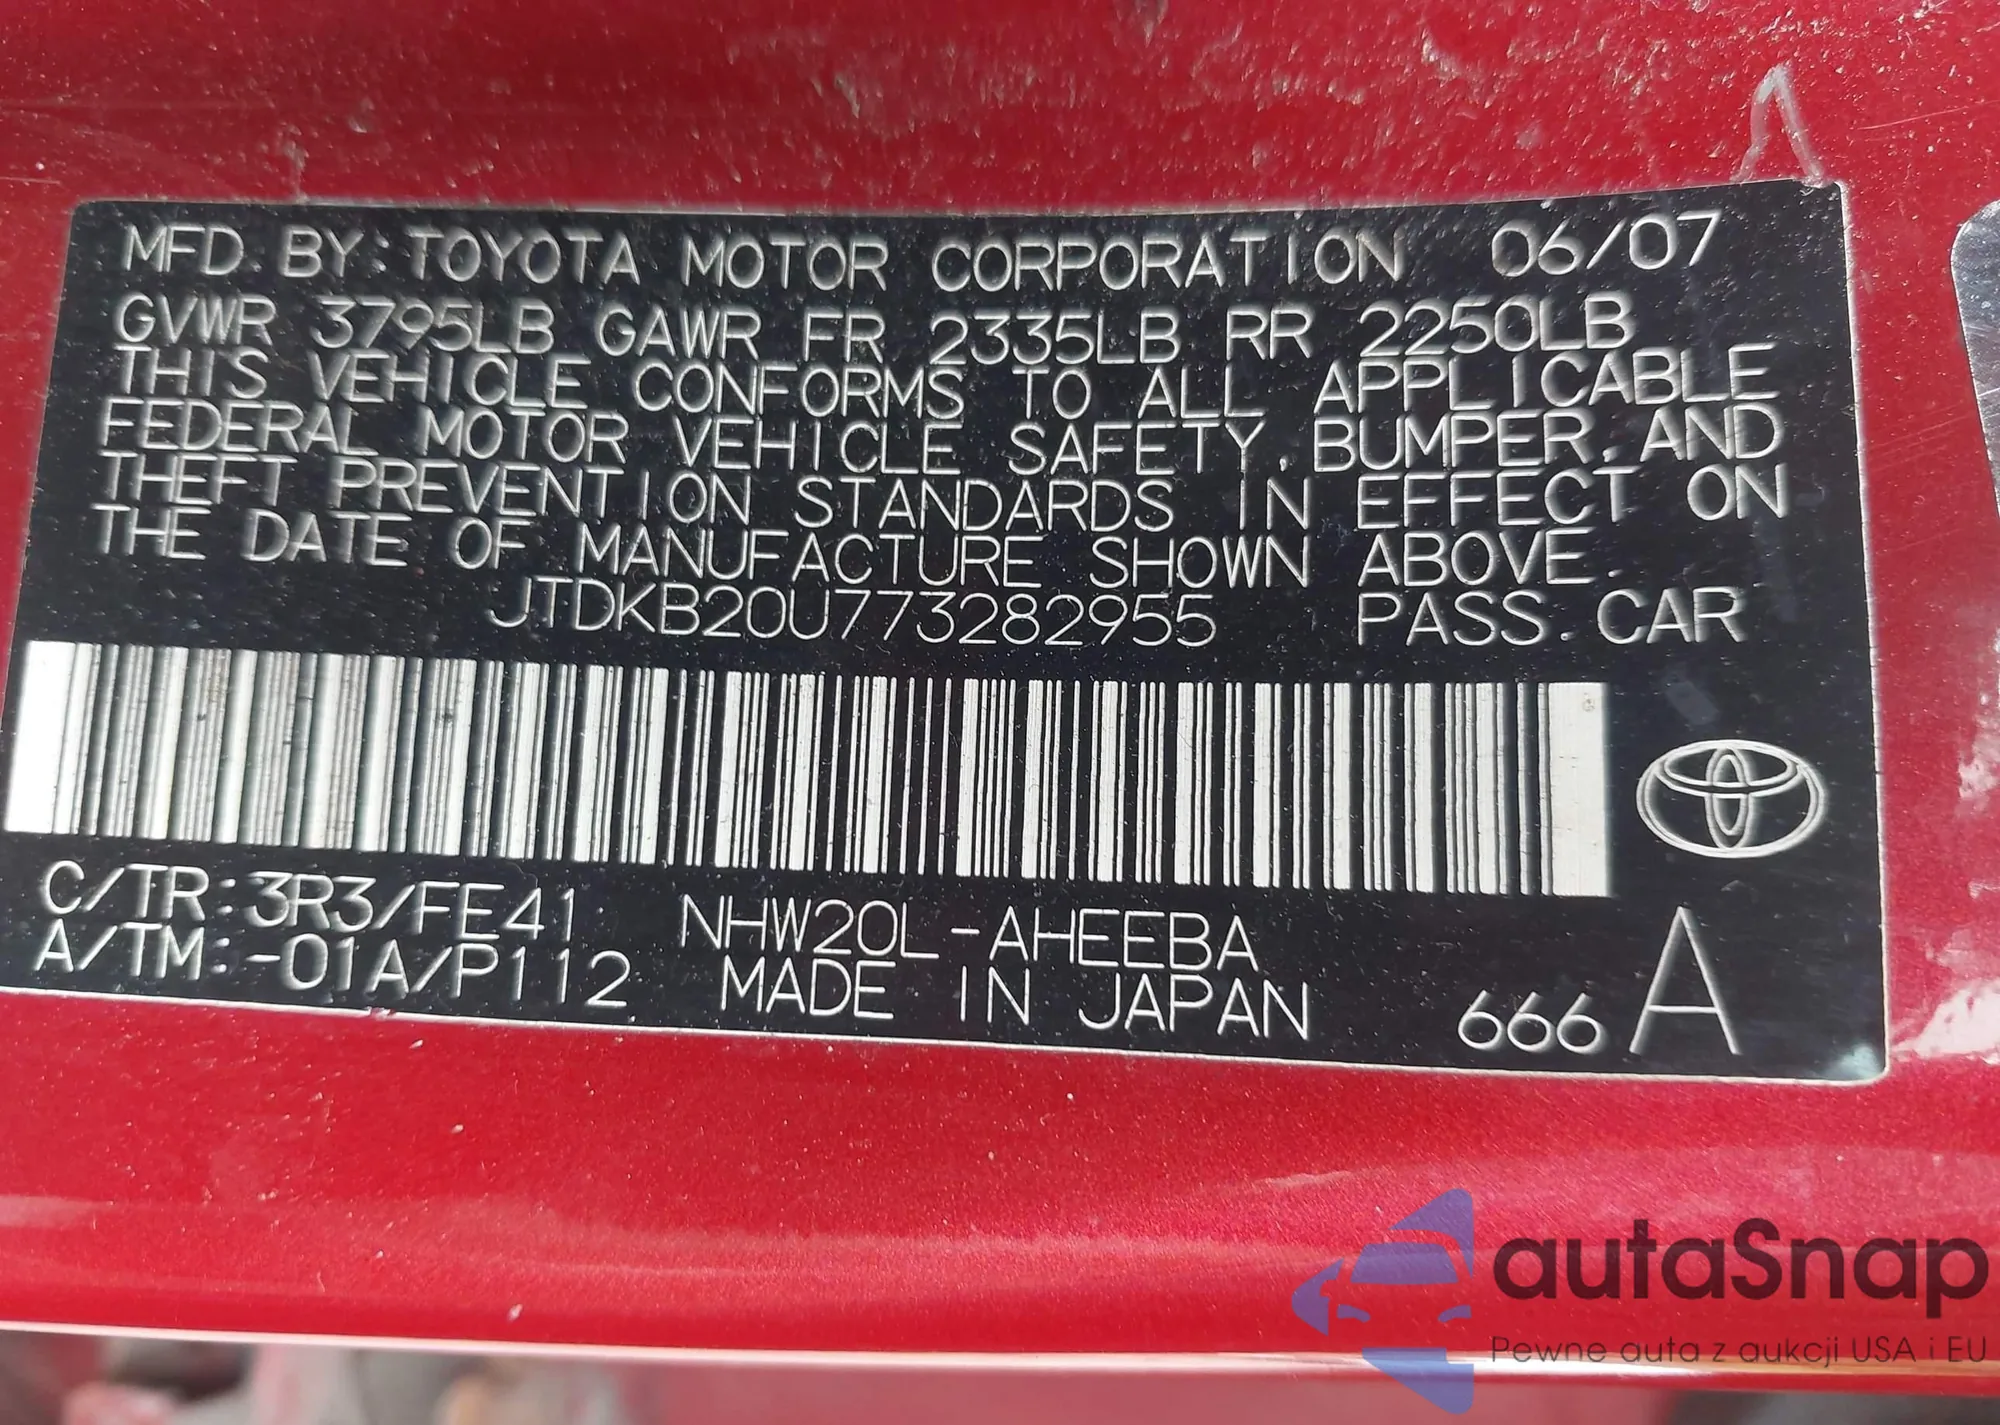 MFD. BY: TOYOTA MOTOR CORPORATION 06/07
GVWR 3795LB GAWR FR 2335LB RR 2250LB
THIS VEHICLE CONFORMS TO ALL APPLICABLE
FEDERAL MOTOR VEHICLE SAFETY, BUMPER, AND
THEFT PREVENTION STANDARDS IN EFFECT ON
THE DATE OF MANUFACTURE SHOWN ABOVE.
JTDKB20U773282955 PASS. CAR
C/TR:3R3/FE41 NHW20L-AHEEBA
A/TM:-01A/P112 MADE IN JAPAN 666 A
autaSnap
Pewne auta z aukcji USA i EU